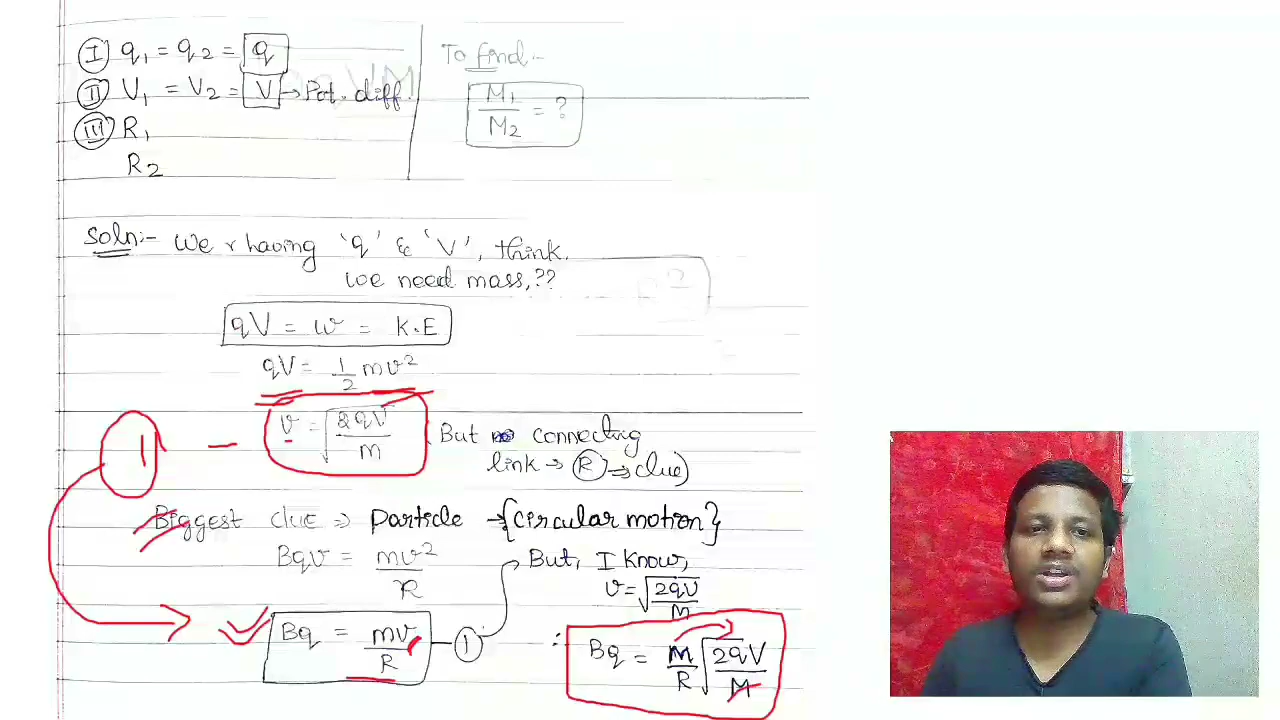 I q₁ = q₂ = q
II V₁ = V₂ = V → Pot. diff.
III R₁
R₂
To find:-
M₁/M₂ = ?
Soln:- We r having 'q' & 'V', think.
we need mass,??
qV = w = K.E
qV = 1/2 mv²
1 - v = √(2qV/m) But no connecting
link → R → clue)
Biggest clue ⇒ Particle → {circular motion}
Bqv = mv²/R
But, I know,
v = √(2qV/M)
Bq = mv/R - 1
∴ Bq = M/R √(2qV/M)